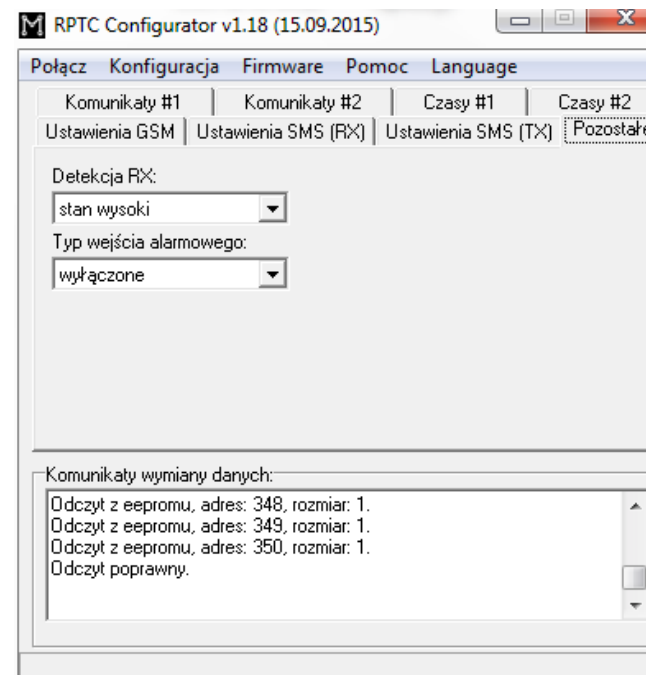 RPTC Configurator v1.18 (15.09.2015)
Połącz Konfiguracja Firmware Pomoc Language
Komunikaty #1 Komunikaty #2 Czasy #1 Czasy #2
Ustawienia GSM Ustawienia SMS (RX) Ustawienia SMS (TX) Pozostałe
Detekcja RX:
stan wysoki
Typ wejścia alarmowego:
wyłączone
Komunikaty wymiany danych:
Odczyt z eepromu, adres: 348, rozmiar: 1.
Odczyt z eepromu, adres: 349, rozmiar: 1.
Odczyt z eepromu, adres: 350, rozmiar: 1.
Odczyt poprawny.